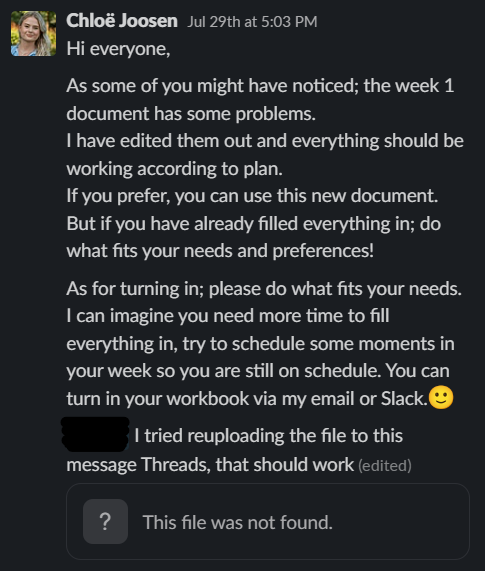 Chloë Joosen Jul 29th at 5:03 PM
Hi everyone,
As some of you might have noticed; the week 1
document has some problems.
I have edited them out and everything should be
working according to plan.
If you prefer, you can use this new document.
But if you have already filled everything in; do
what fits your needs and preferences!
As for turning in; please do what fits your needs.
I can imagine you need more time to fill
everything in, try to schedule some moments in
your week so you are still on schedule. You can
turn in your workbook via my email or Slack.🙂
I tried reuploading the file to this
message Threads, that should work (edited)
?
This file was not found.